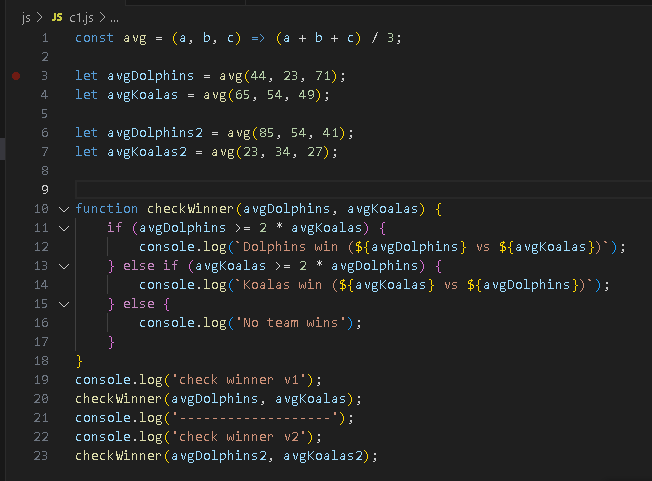 js > JS c1.js > ...
1 const avg = (a, b, c) => (a + b + c) / 3;
2
3 let avgDolphins = avg(44, 23, 71);
4 let avgKoalas = avg(65, 54, 49);
5
6 let avgDolphins2 = avg(85, 54, 41);
7 let avgKoalas2 = avg(23, 34, 27);
8
9
10 function checkWinner(avgDolphins, avgKoalas) {
11     if (avgDolphins >= 2 * avgKoalas) {
12         console.log(`Dolphins win (${avgDolphins} vs ${avgKoalas})`);
13     } else if (avgKoalas >= 2 * avgDolphins) {
14         console.log(`Koalas win (${avgKoalas} vs ${avgDolphins})`);
15     } else {
16         console.log('No team wins');
17     }
18 }
19 console.log('check winner v1');
20 checkWinner(avgDolphins, avgKoalas);
21 console.log('-------------------');
22 console.log('check winner v2');
23 checkWinner(avgDolphins2, avgKoalas2);